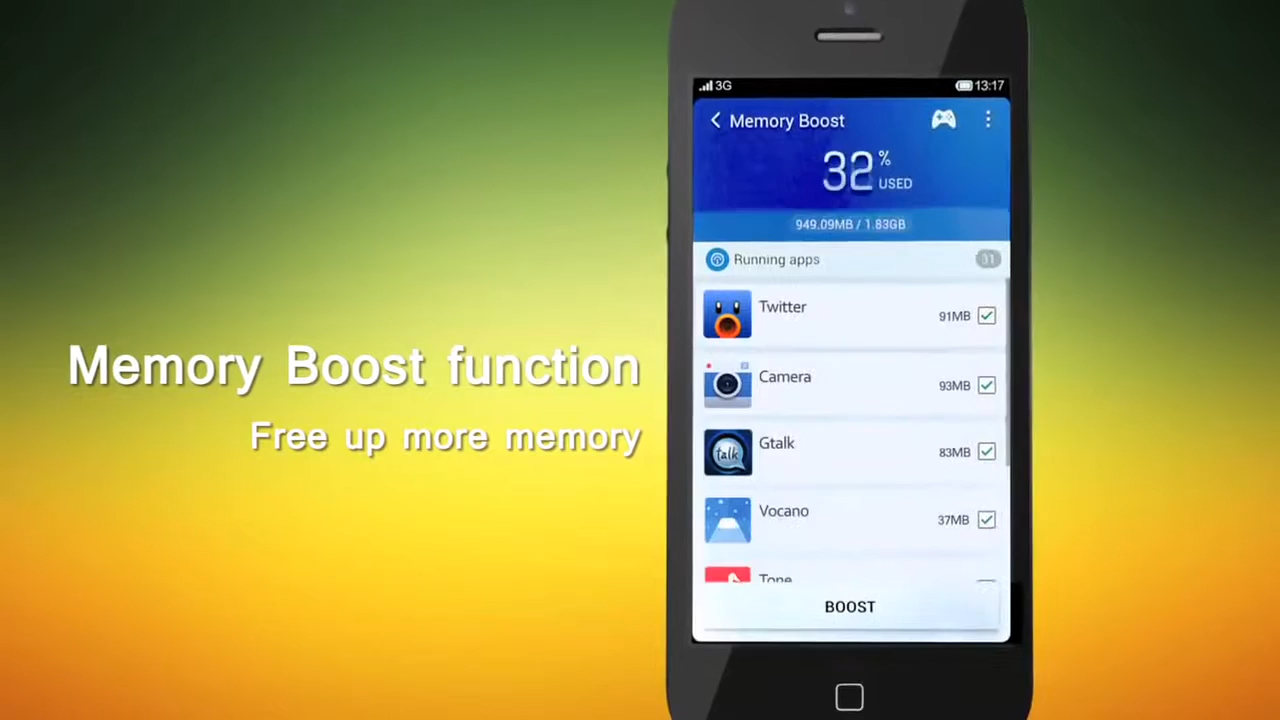 3G 13:17
Memory Boost
32% USED
949.09MB / 1.83GB
Running apps 31
Twitter 91MB
Camera 93MB
talk Gtalk 83MB
Vocano 37MB
Tone
BOOST
Memory Boost function
Free up more memory